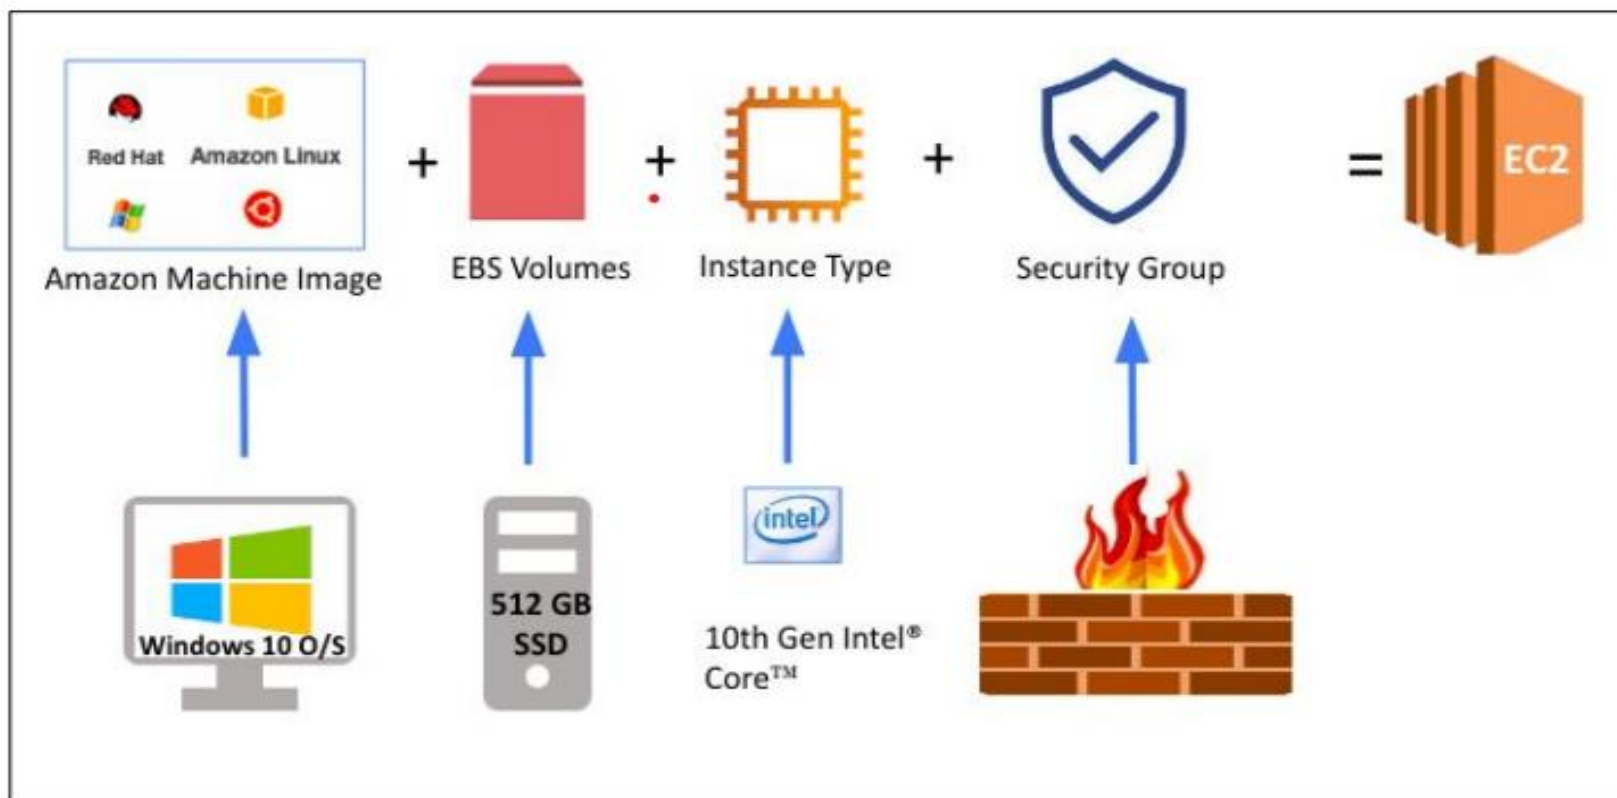 Red Hat
Amazon Linux
Amazon Machine Image
+
EBS Volumes
+
Instance Type
+
Security Group
=
EC2
Windows 10 O/S
512 GB
SSD
intel
10th Gen Intel®
Core™